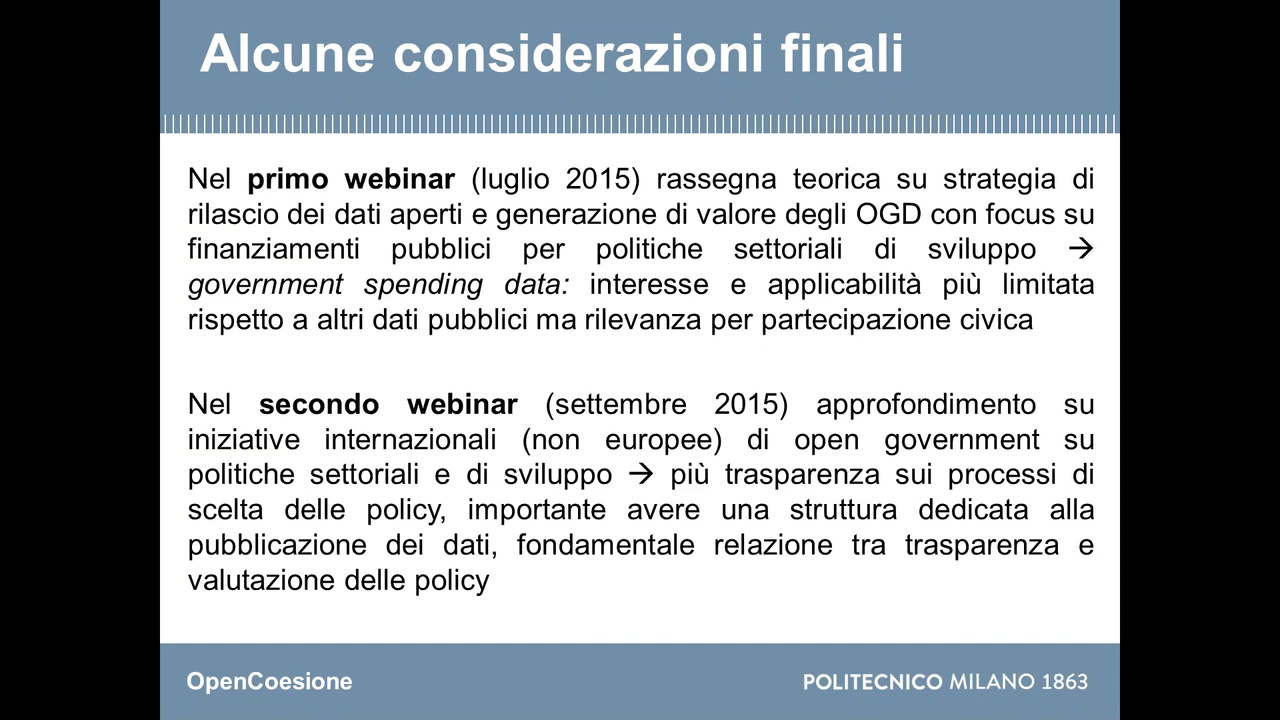 Alcune considerazioni finali
Nel primo webinar (luglio 2015) rassegna teorica su strategia di
rilascio dei dati aperti e generazione di valore degli OGD con focus su
finanziamenti pubblici per politiche settoriali di sviluppo →
government spending data: interesse e applicabilità più limitata
rispetto a altri dati pubblici ma rilevanza per partecipazione civica
Nel secondo webinar (settembre 2015) approfondimento su
iniziative internazionali (non europee) di open government su
politiche settoriali e di sviluppo → più trasparenza sui processi di
scelta delle policy, importante avere una struttura dedicata alla
pubblicazione dei dati, fondamentale relazione tra trasparenza e
valutazione delle policy
OpenCoesione
POLITECNICO MILANO 1863